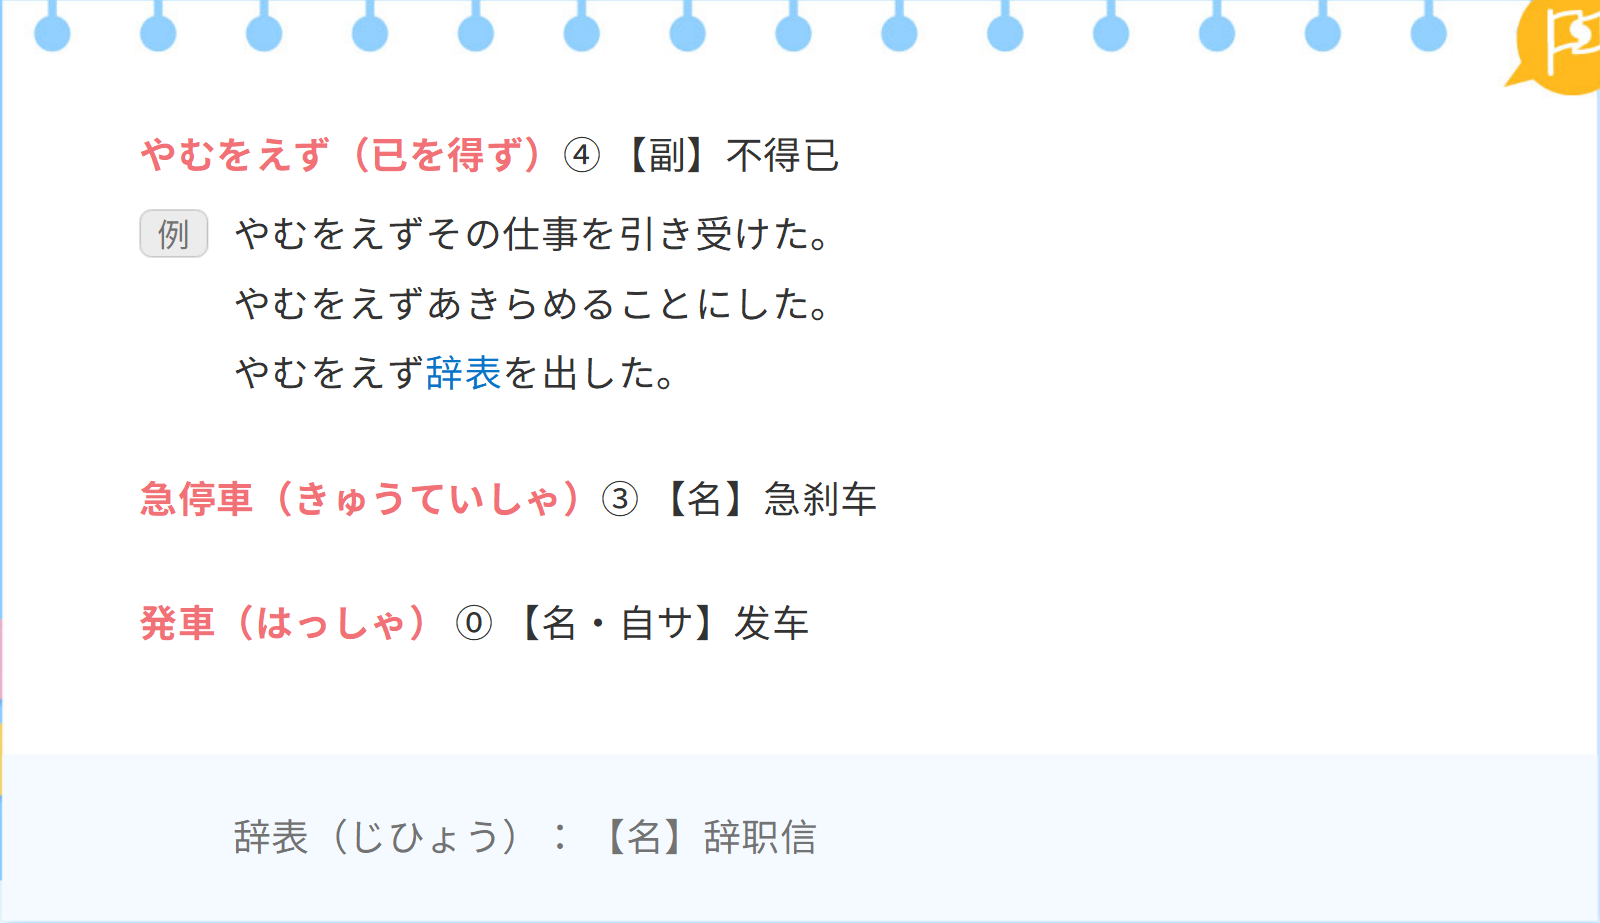 やむをえず（已を得ず）④【副】不得已
例 やむをえずその仕事を引き受けた。
やむをえずあきらめることにした。
やむをえず辞表を出した。
急停車（きゅうていしゃ）③【名】急刹车
発車（はっしゃ）⓪【名・自サ】发车
辞表（じひょう）：【名】辞职信